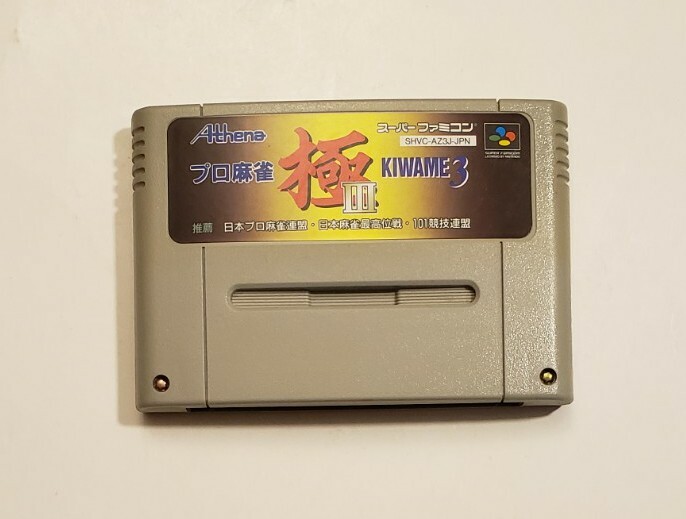 Athena
スーパーファミコン
SHVC-AZ3J-JPN
プロ麻雀 極 III KIWAME 3
推薦 日本プロ麻雀連盟・日本麻雀最高位戦・101競技連盟